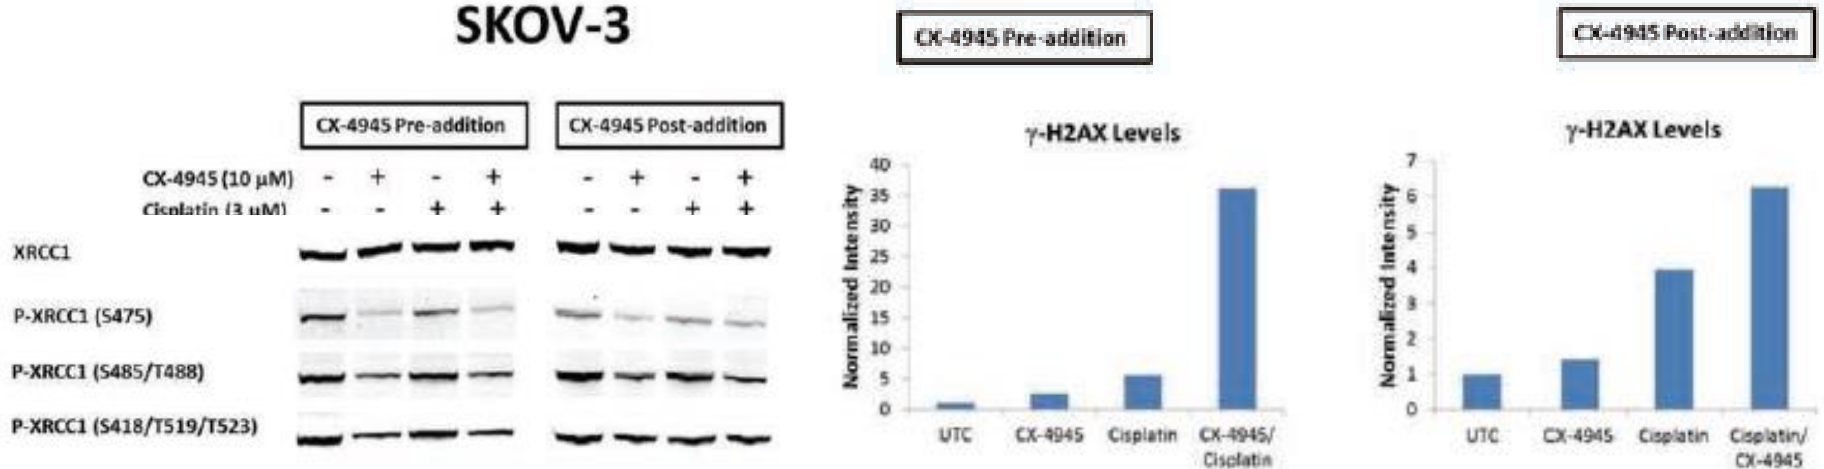 SKOV-3
CX-4945 Pre-addition
CX-4945 Post-addition
CX-4945 (10 µM) - + - + - + - +
Cisplatin (3 µM) - - + + - - + +
XRCC1
P-XRCC1 (S475)
P-XRCC1 (S485/T488)
P-XRCC1 (S418/T519/T523)
CX-4945 Pre-addition
γ-H2AX Levels
Normalized Intensity
40
35
30
25
20
15
10
5
0
UTC CX-4945 Cisplatin CX-4945/
Cisplatin
CX-4945 Post-addition
γ-H2AX Levels
Normalized Intensity
7
6
5
4
3
2
1
0
UTC CX-4945 Cisplatin Cisplatin/
CX-4945